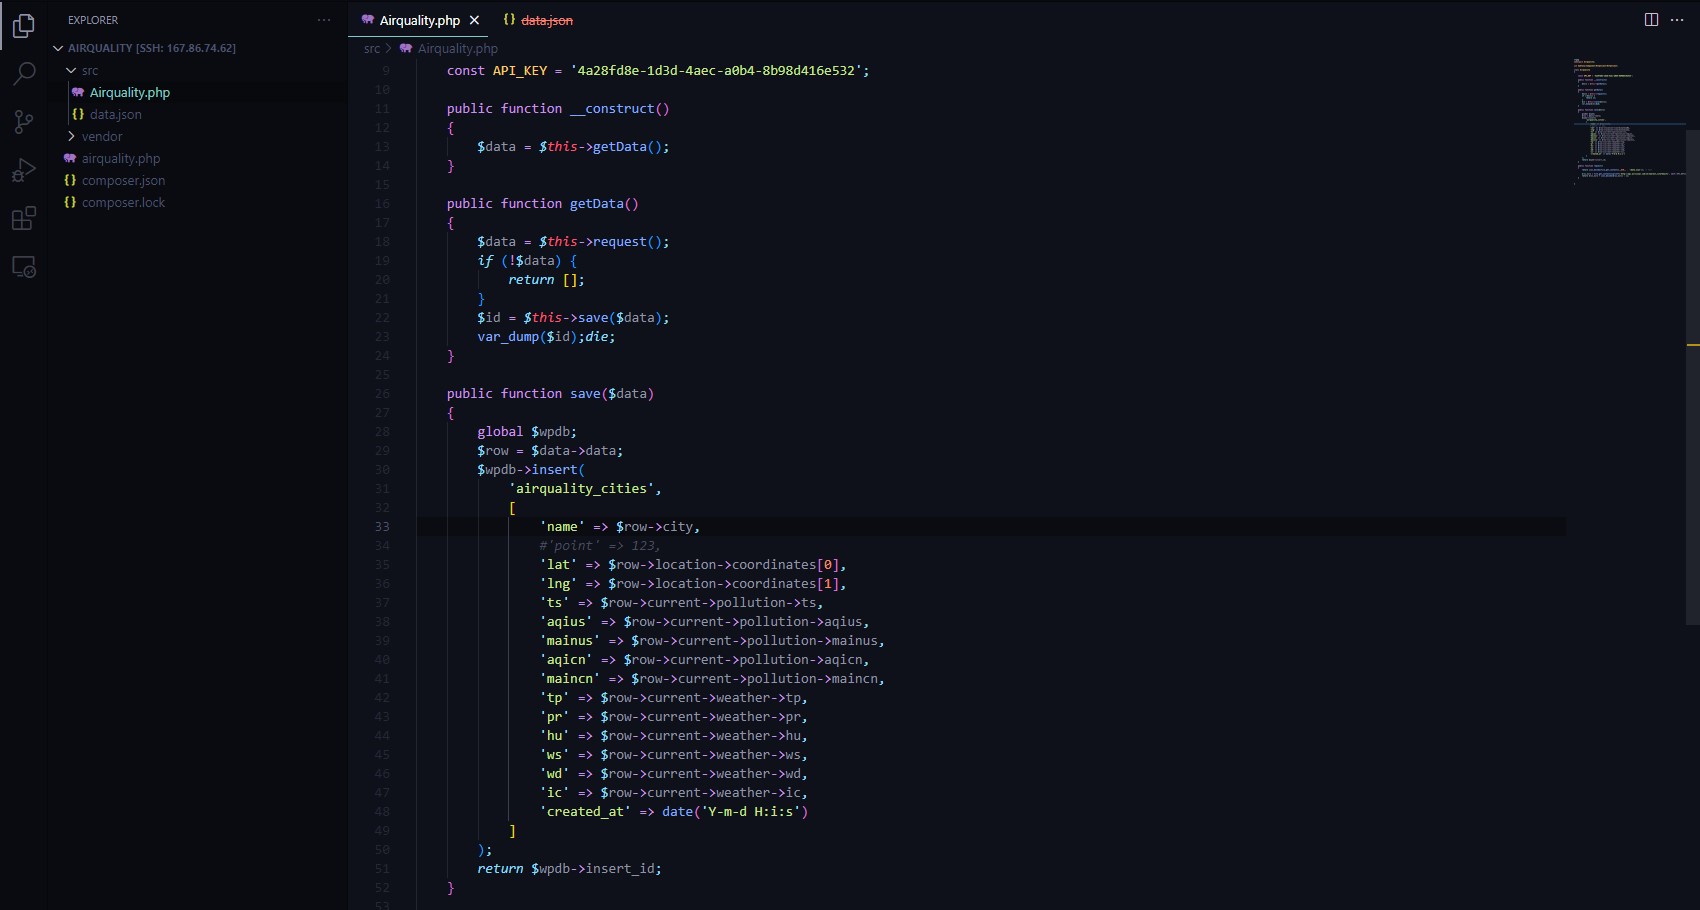 EXPLORER
AIRQUALITY [SSH: 167.86.74.62]
src
Airquality.php
data.json
vendor
airquality.php
composer.json
composer.lock
Airquality.php
data.json
src > Airquality.php
9 const API_KEY = '4a28fd8e-1d3d-4aec-a0b4-8b98d416e532';
10
11 public function __construct()
12 {
13 $data = $this->getData();
14 }
15
16 public function getData()
17 {
18 $data = $this->request();
19 if (!$data) {
20 return [];
21 }
22 $id = $this->save($data);
23 var_dump($id);die;
24 }
25
26 public function save($data)
27 {
28 global $wpdb;
29 $row = $data->data;
30 $wpdb->insert(
31 'airquality_cities',
32 [
33 'name' => $row->city,
34 #'point' => 123,
35 'lat' => $row->location->coordinates[0],
36 'lng' => $row->location->coordinates[1],
37 'ts' => $row->current->pollution->ts,
38 'aqius' => $row->current->pollution->aqius,
39 'mainus' => $row->current->pollution->mainus,
40 'aqicn' => $row->current->pollution->aqicn,
41 'maincn' => $row->current->pollution->maincn,
42 'tp' => $row->current->weather->tp,
43 'pr' => $row->current->weather->pr,
44 'hu' => $row->current->weather->hu,
45 'ws' => $row->current->weather->ws,
46 'wd' => $row->current->weather->wd,
47 'ic' => $row->current->weather->ic,
48 'created_at' => date('Y-m-d H:i:s')
49 ]
50 );
51 return $wpdb->insert_id;
52 }
53